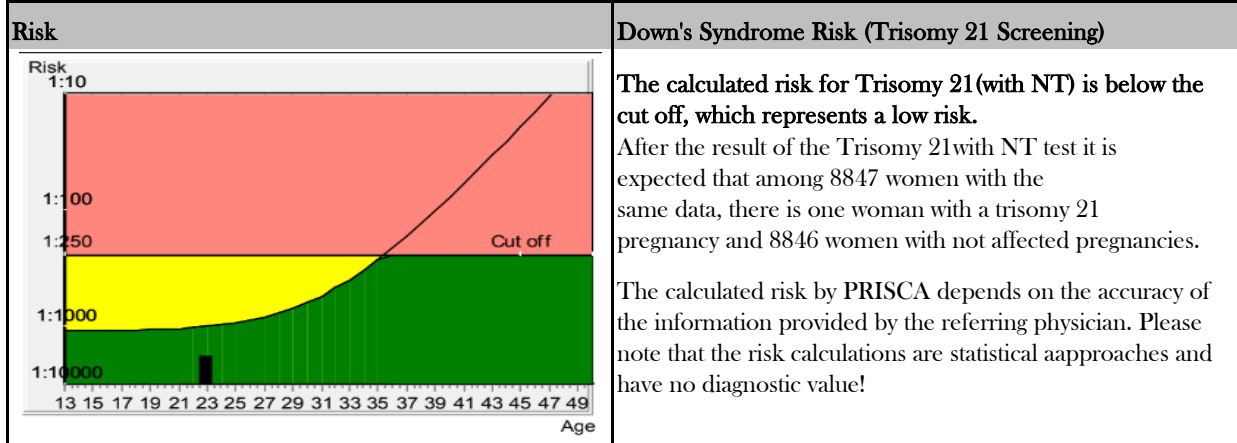 Risk
Risk
1:10
1:100
1:250
Cut off
1:1000
1:10000
13 15 17 19 21 23 25 27 29 31 33 35 37 39 41 43 45 47 49
Age
Down's Syndrome Risk (Trisomy 21 Screening)
The calculated risk for Trisomy 21(with NT) is below the
cut off, which represents a low risk.
After the result of the Trisomy 21with NT test it is
expected that among 8847 women with the
same data, there is one woman with a trisomy 21
pregnancy and 8846 women with not affected pregnancies.
The calculated risk by PRISCA depends on the accuracy of
the information provided by the referring physician. Please
note that the risk calculations are statistical aapproaches and
have no diagnostic value!